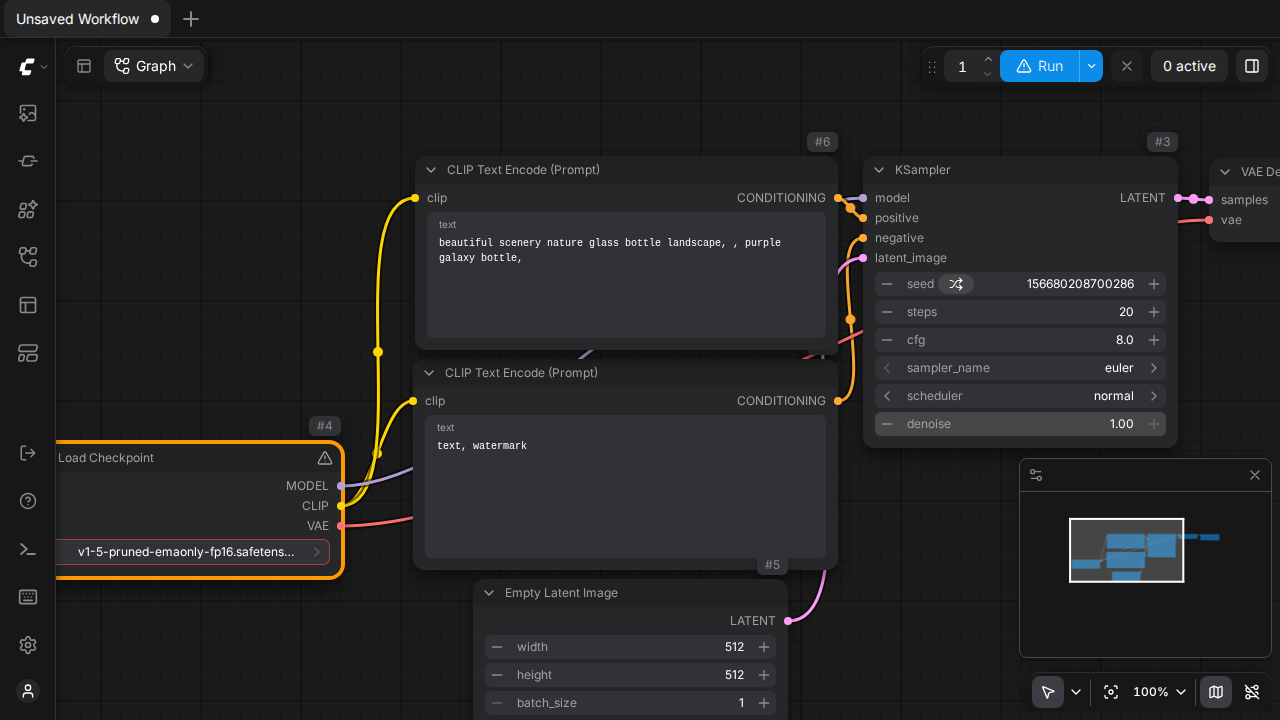 Unsaved Workflow
Graph
1
Run
0 active
#6
#3
CLIP Text Encode (Prompt)
clip
CONDITIONING
text
beautiful scenery nature glass bottle landscape, , purple
galaxy bottle,
KSampler
model
LATENT
positive
negative
latent_image
seed
156680208700286
steps
20
cfg
8.0
sampler_name
euler
scheduler
normal
denoise
1.00
VAE De
samples
vae
CLIP Text Encode (Prompt)
clip
CONDITIONING
text
text, watermark
#4
Load Checkpoint
MODEL
CLIP
VAE
v1-5-pruned-emaonly-fp16.safetens...
#5
Empty Latent Image
LATENT
width
512
height
512
batch_size
1
100%